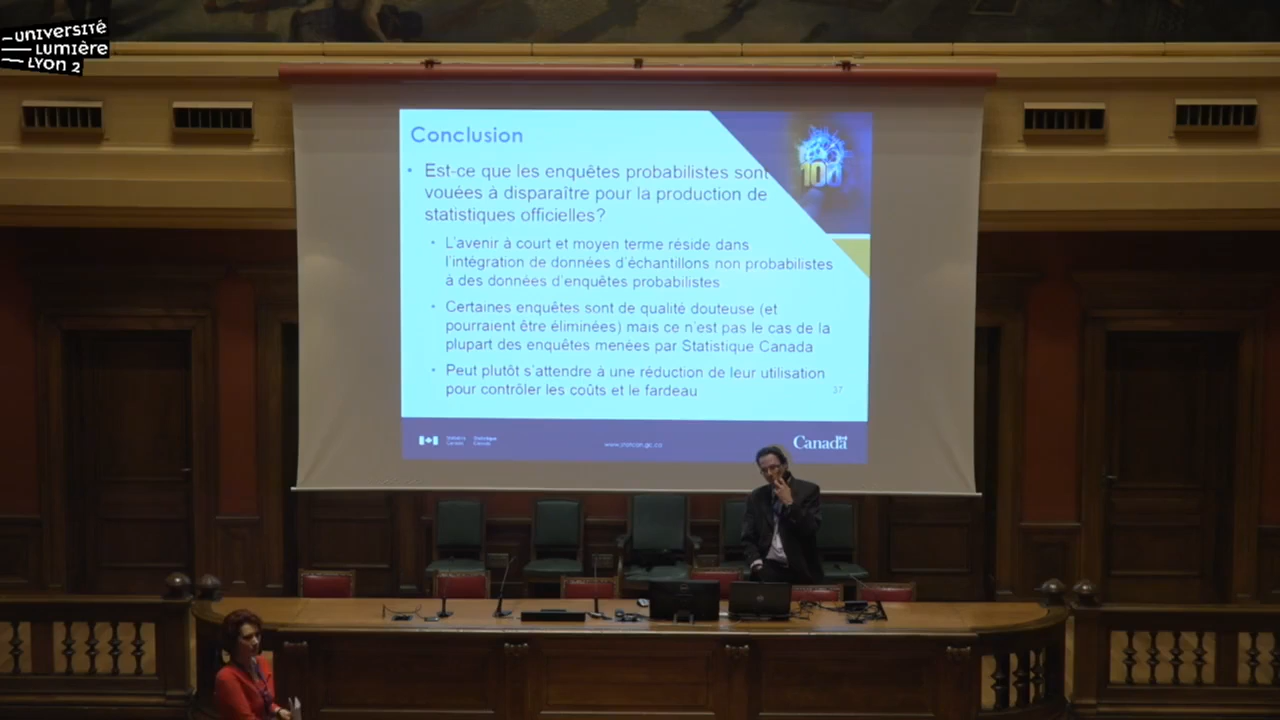 université
LUMIÈRE
LYON 2
Conclusion
100
• Est-ce que les enquêtes probabilistes sont
vouées à disparaître pour la production de
statistiques officielles?
• L'avenir à court et moyen terme réside dans
l'intégration de données d'échantillons non probabilistes
à des données d'enquêtes probabilistes
• Certaines enquêtes sont de qualité douteuse (et
pourraient être éliminées) mais ce n'est pas le cas de la
plupart des enquêtes menées par Statistique Canada
• Peut plutôt s'attendre à une réduction de leur utilisation
pour contrôler les coûts et le fardeau
37
Statistics Statistique
Canada Canada
www.statcan.gc.ca
Canada